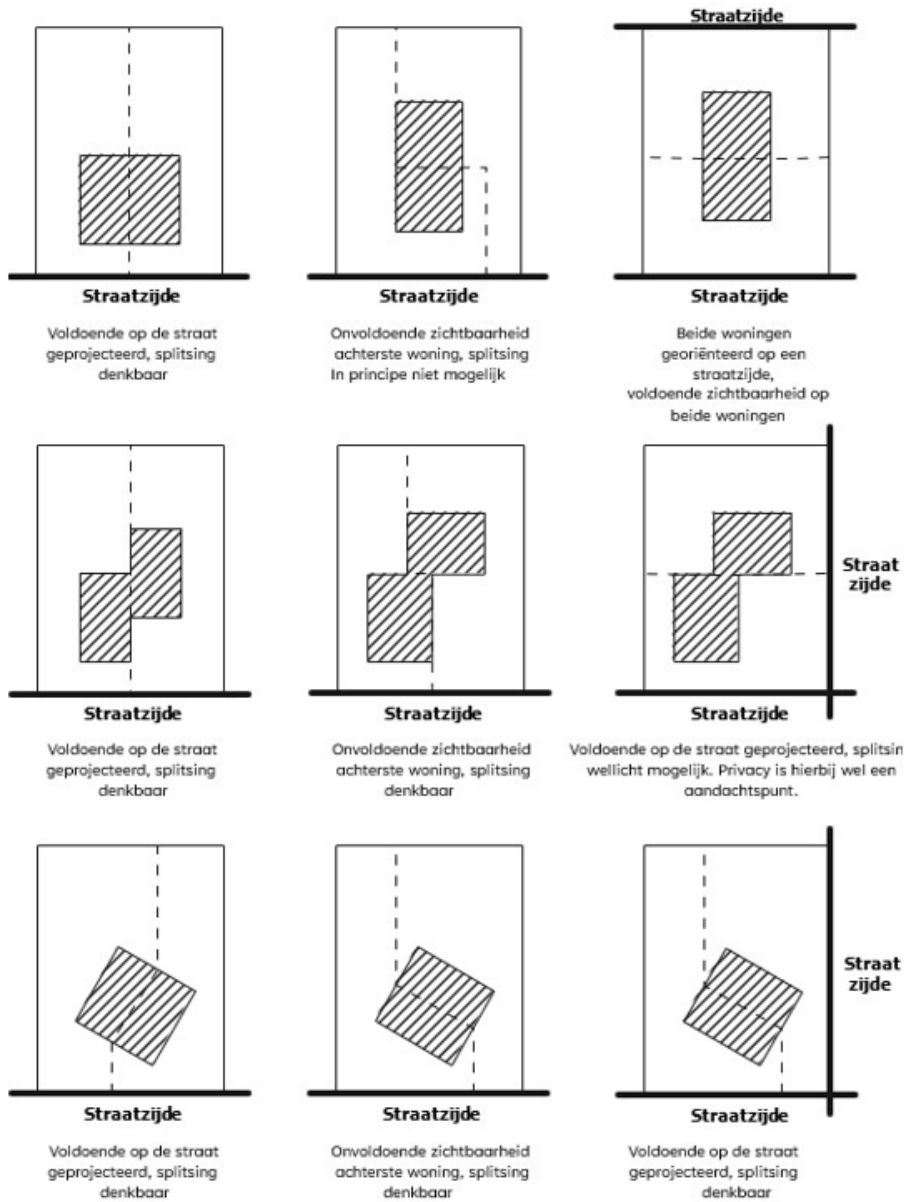 Straatzijde
Straatzijde
Straatzijde
Straatzijde
Voldoende op de straat
geprojecteerd, splitsing
denkbaar
Onvoldoende zichtbaarheid
achterste woning, splitsing
In principe niet mogelijk
Beide woningen
georiënteerd op een
straatzijde,
voldoende zichtbaarheid op
beide woningen
Straat
zijde
Straatzijde
Straatzijde
Straatzijde
Voldoende op de straat
geprojecteerd, splitsing
denkbaar
Onvoldoende zichtbaarheid
achterste woning, splitsing
denkbaar
Voldoende op de straat geprojecteerd, splitsin
wellicht mogelijk. Privacy is hierbij wel een
aandachtspunt.
Straat
zijde
Straatzijde
Straatzijde
Straatzijde
Voldoende op de straat
geprojecteerd, splitsing
denkbaar
Onvoldoende zichtbaarheid
achterste woning, splitsing
denkbaar
Voldoende op de straat
geprojecteerd, splitsing
denkbaar